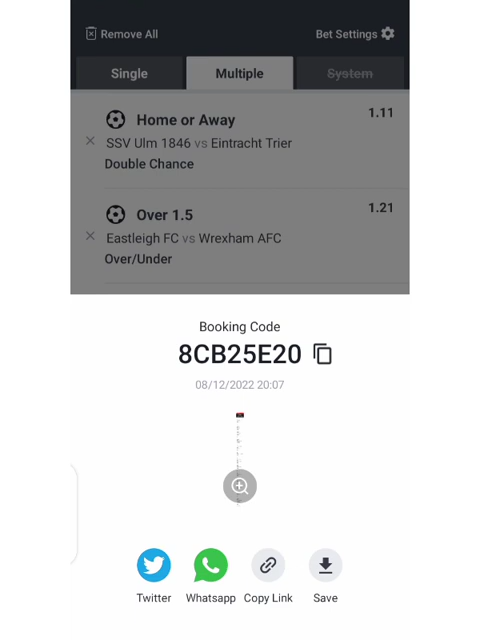 Remove All
Bet Settings
Single
Multiple
System
Home or Away
1.11
SSV Ulm 1846 vs Eintracht Trier
Double Chance
Over 1.5
1.21
Eastleigh FC vs Wrexham AFC
Over/Under
Booking Code
8CB25E20
08/12/2022 20:07
Twitter
Whatsapp
Copy Link
Save